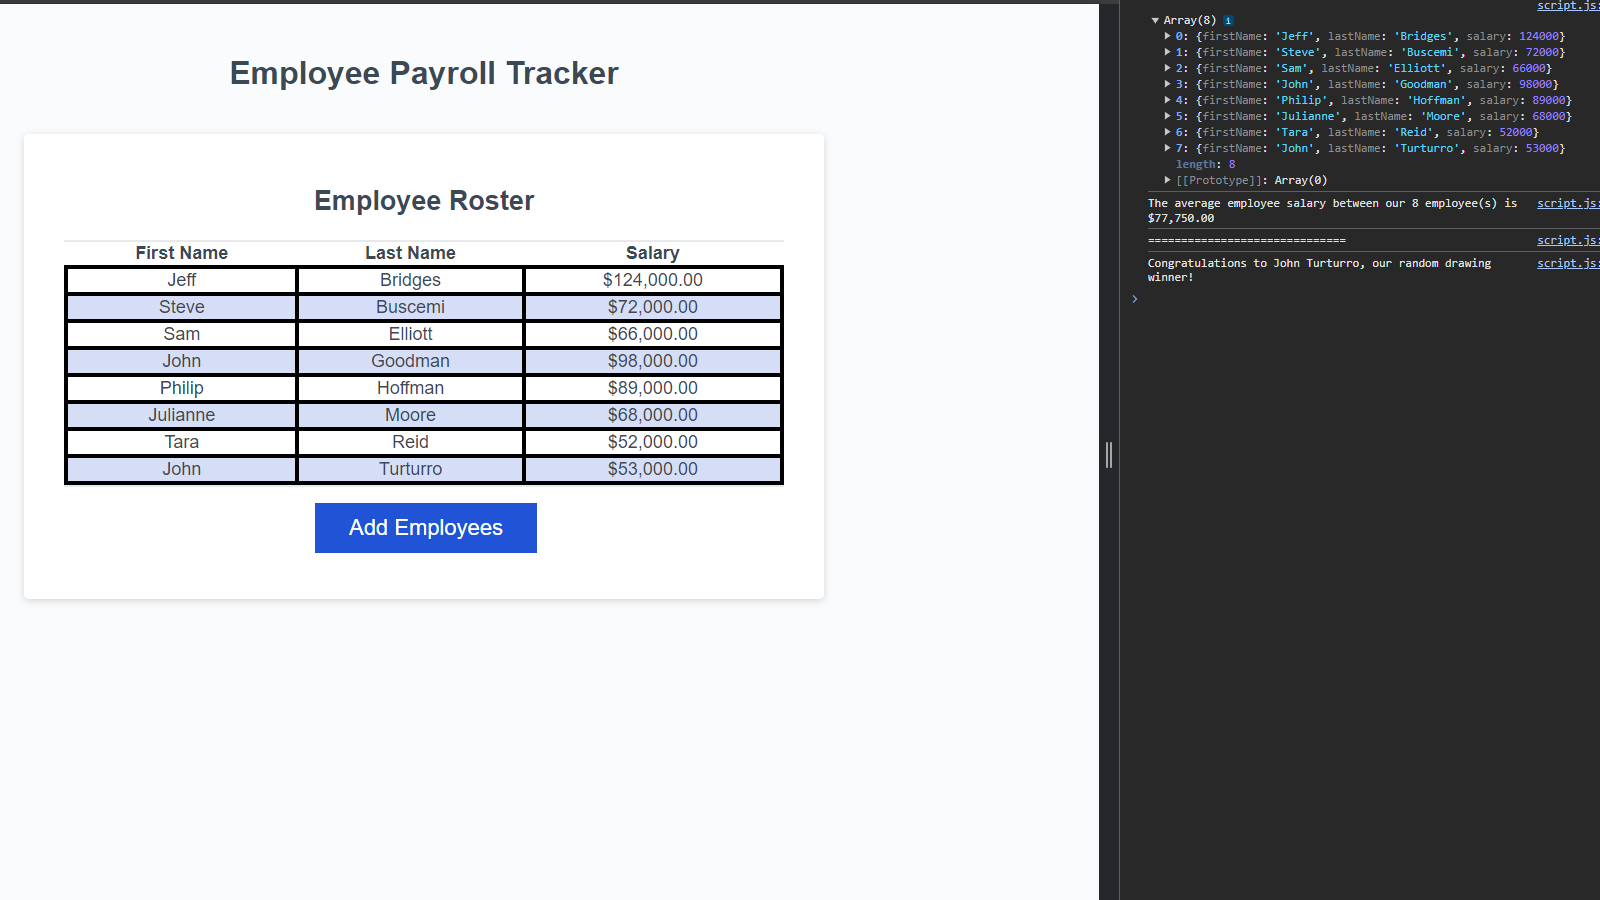 Employee Payroll Tracker
Employee Roster
First Name Last Name Salary
Jeff Bridges $124,000.00
Steve Buscemi $72,000.00
Sam Elliott $66,000.00
John Goodman $98,000.00
Philip Hoffman $89,000.00
Julianne Moore $68,000.00
Tara Reid $52,000.00
John Turturro $53,000.00
Add Employees
script.js:
Array(8) i
0: {firstName: 'Jeff', lastName: 'Bridges', salary: 124000}
1: {firstName: 'Steve', lastName: 'Buscemi', salary: 72000}
2: {firstName: 'Sam', lastName: 'Elliott', salary: 66000}
3: {firstName: 'John', lastName: 'Goodman', salary: 98000}
4: {firstName: 'Philip', lastName: 'Hoffman', salary: 89000}
5: {firstName: 'Julianne', lastName: 'Moore', salary: 68000}
6: {firstName: 'Tara', lastName: 'Reid', salary: 52000}
7: {firstName: 'John', lastName: 'Turturro', salary: 53000}
length: 8
[[Prototype]]: Array(0)
The average employee salary between our 8 employee(s) is script.js:
$77,750.00
============================== script.js:
Congratulations to John Turturro, our random drawing script.js:
winner!